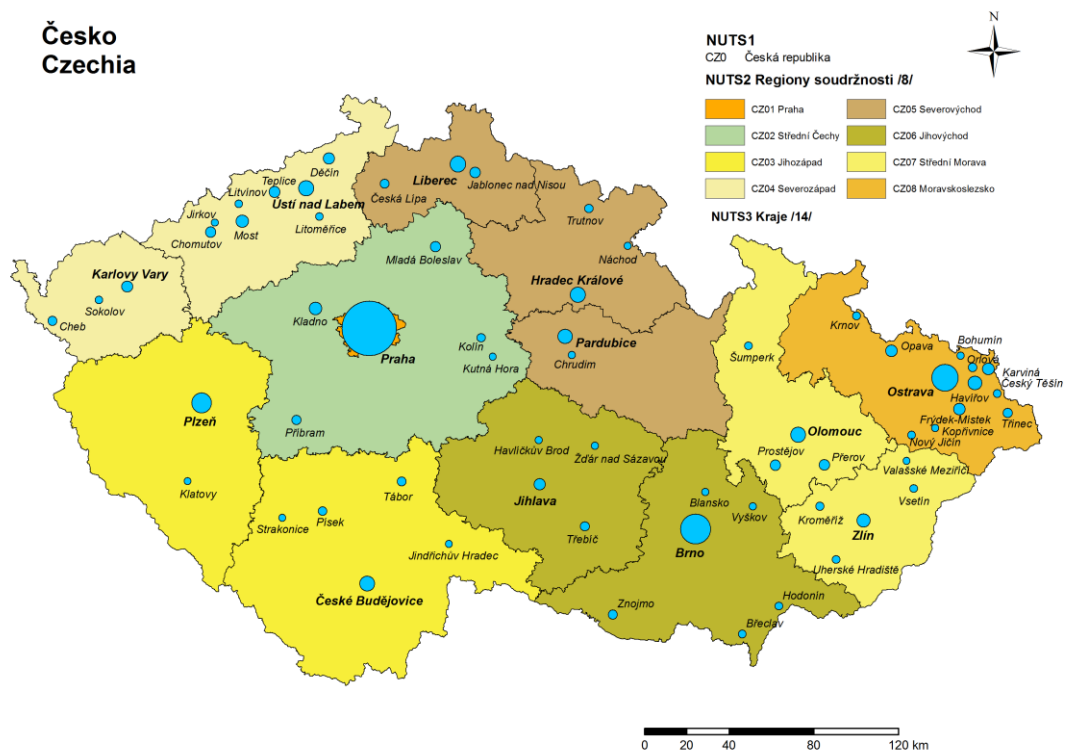 Česko
Czechia
N
NUTS1
CZ0 Česká republika
NUTS2 Regiony soudržnosti /8/
CZ01 Praha
CZ05 Severovýchod
CZ02 Střední Čechy
CZ06 Jihovýchod
CZ03 Jihozápad
CZ07 Střední Morava
CZ04 Severozápad
CZ08 Moravskoslezsko
NUTS3 Kraje /14/
Děčín
Teplice
Litvínov
Ústí nad Labem
Jirkov
Most
Litoměřice
Chomutov
Liberec
Jablonec nad Nisou
Česká Lípa
Trutnov
Náchod
Mladá Boleslav
Hradec Králové
Karlovy Vary
Sokolov
Cheb
Kladno
Praha
Kolín
Kutná Hora
Pardubice
Chrudim
Šumperk
Krnov
Opava
Bohumín
Orlová
Karviná
Český Těšín
Ostrava
Havířov
Frýdek-Místek
Třinec
Kopřivnice
Nový Jičín
Plzeň
Příbram
Klatovy
Olomouc
Prostějov
Přerov
Valašské Meziříčí
Vsetín
Havlíčkův Brod
Žďár nad Sázavou
Jihlava
Tábor
Písek
Strakonice
Třebíč
Blansko
Vyškov
Kroměříž
Zlín
Brno
Jindřichův Hradec
Uherské Hradiště
České Budějovice
Znojmo
Hodonín
Břeclav
0 20 40 80 120 km